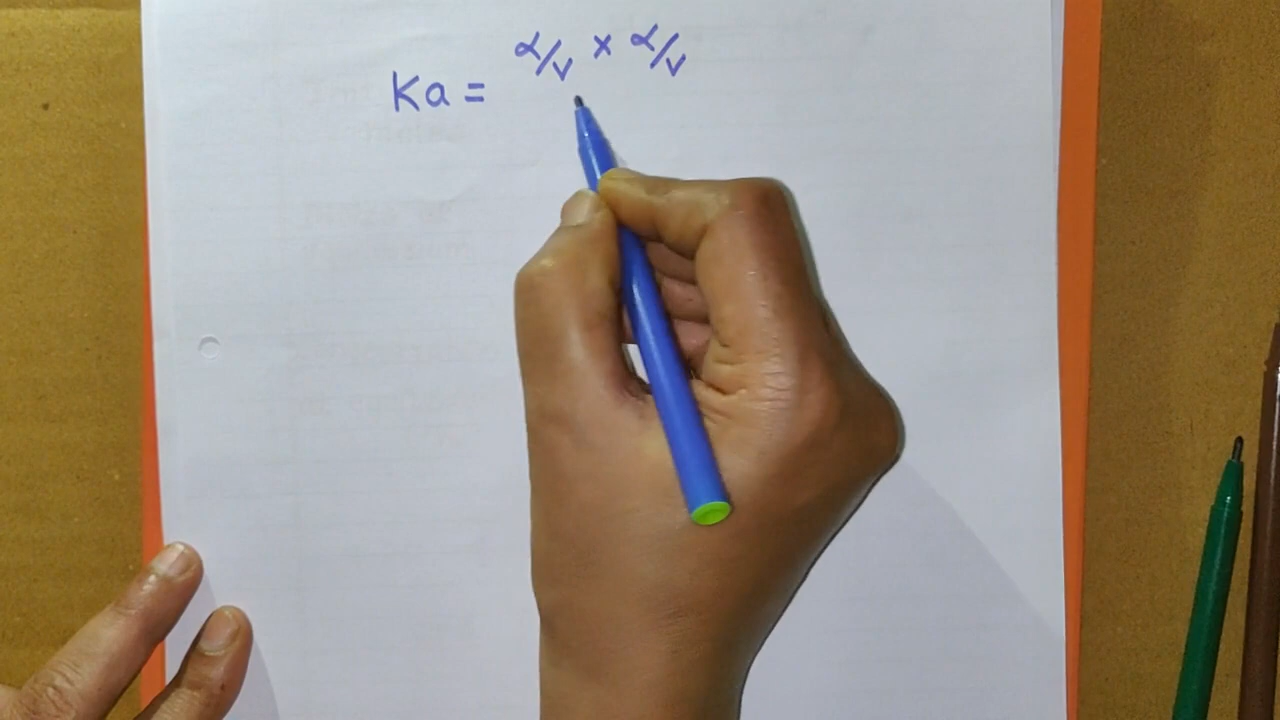 Ka = α/v × α/v